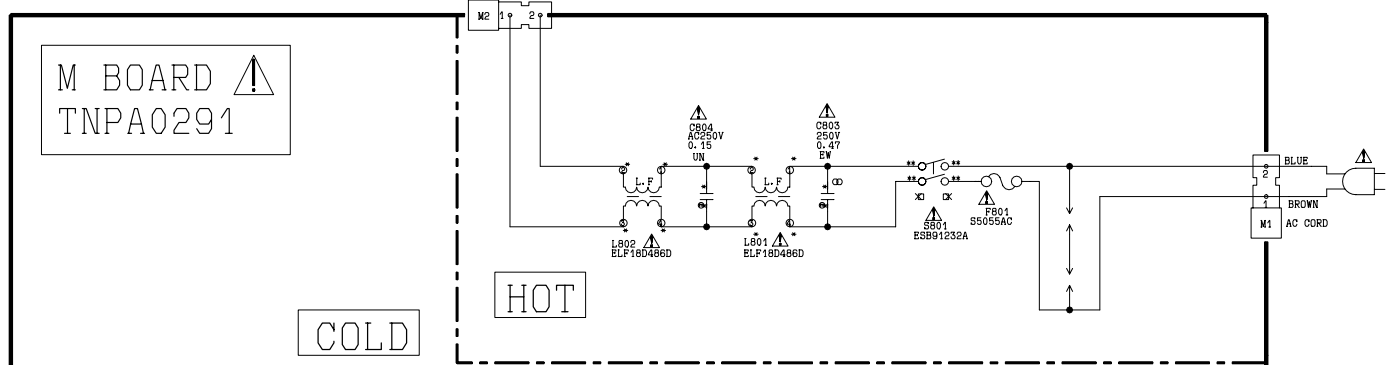 M2 1 2
M BOARD
TNPA0291
C804
AC250V
0.15
UN
C803
250V
0.47
EW
L.F
L.F
L802
ELF18D486D
L801
ELF18D486D
S801
ESB91232A
F801
S5055AC
2
BLUE
1
BROWN
M1
AC CORD
HOT
COLD